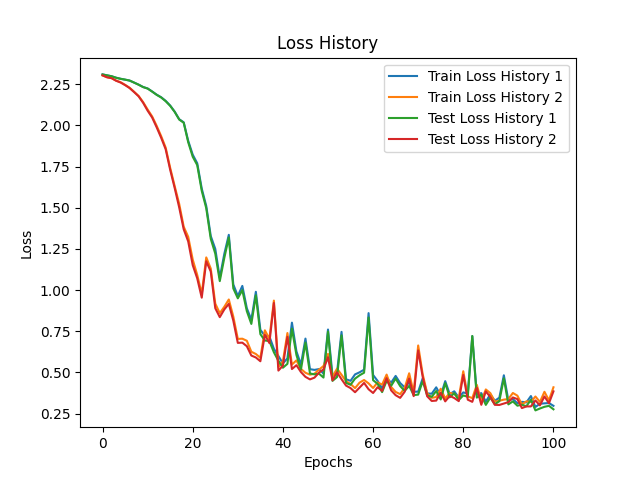 Loss History
Train Loss History 1
Train Loss History 2
Test Loss History 1
Test Loss History 2
2.25
2.00
1.75
1.50
1.25
1.00
0.75
0.50
0.25
Loss
0 20 40 60 80 100
Epochs